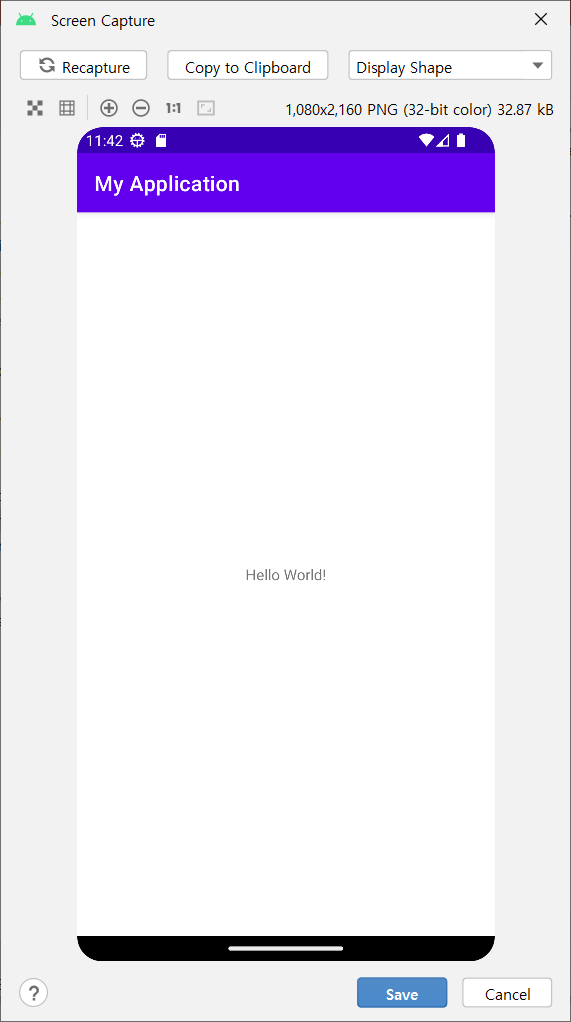 Screen Capture
Recapture
Copy to Clipboard
Display Shape
1:1
1,080x2,160 PNG (32-bit color) 32.87 kB
11:42
My Application
Hello World!
?
Save
Cancel